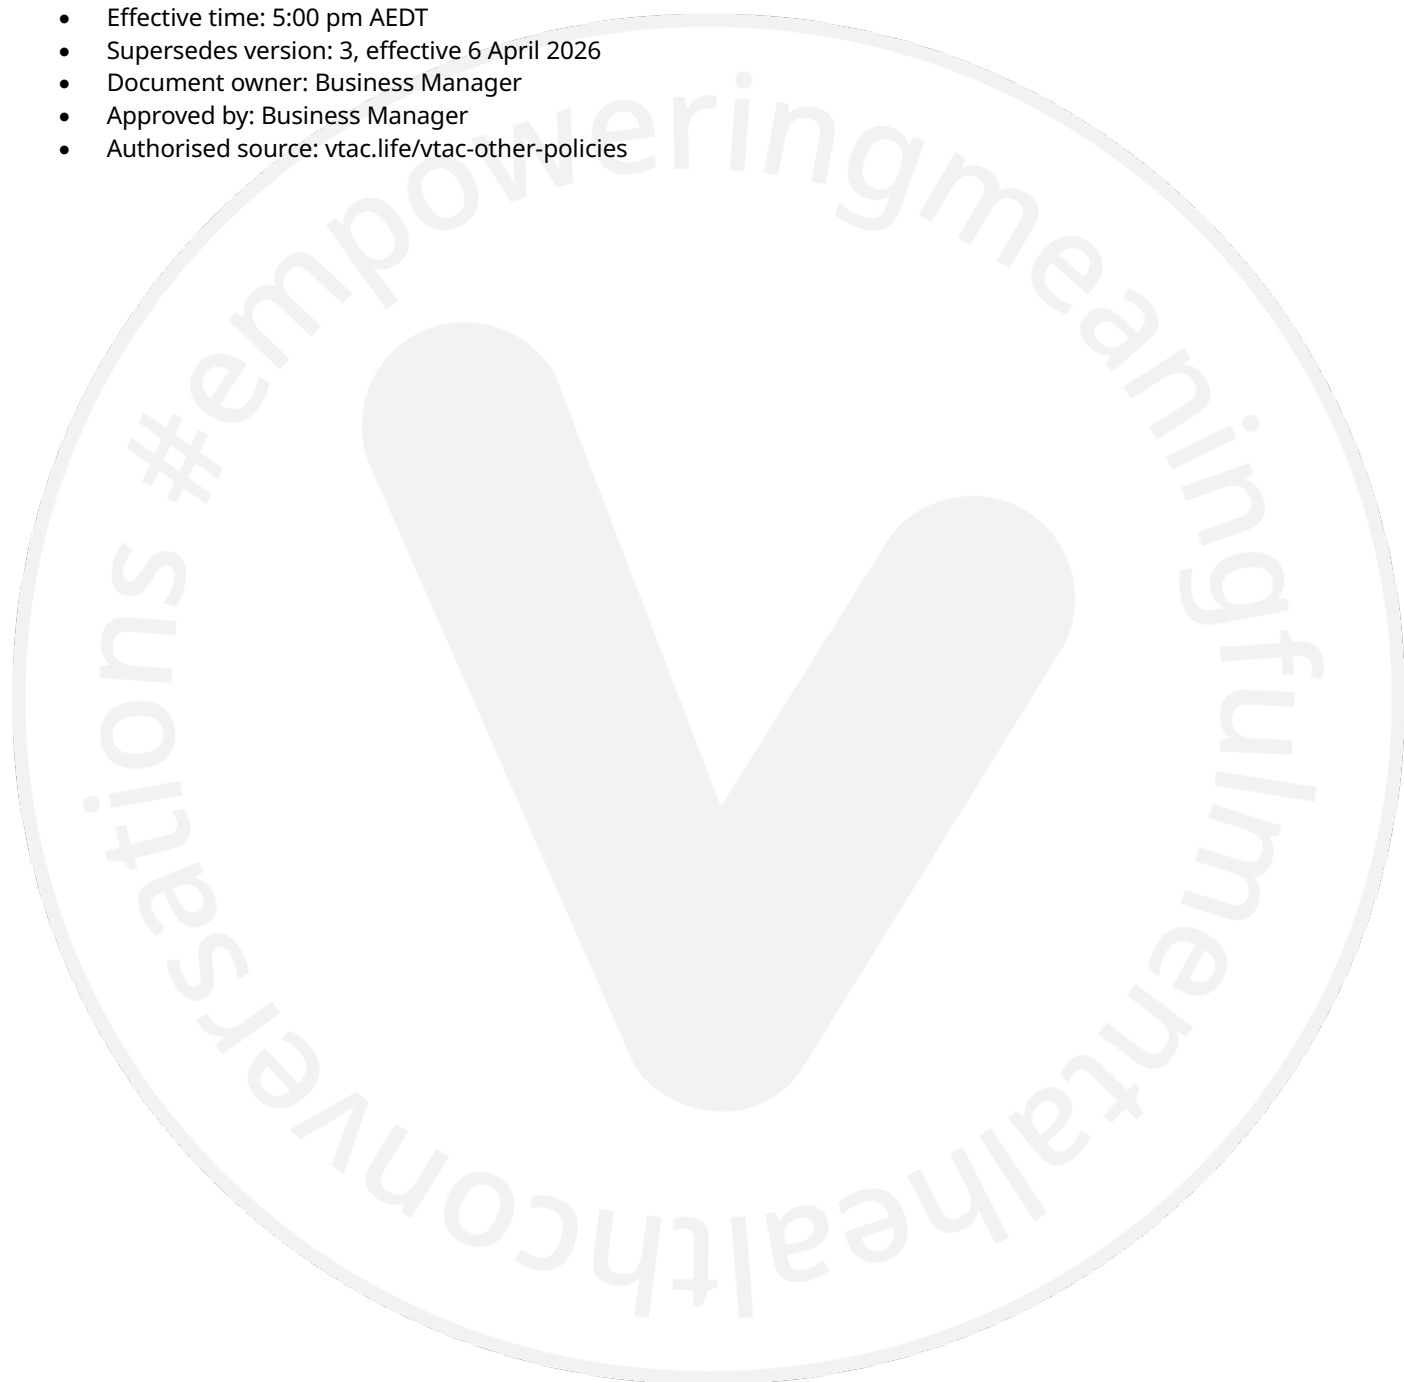 • Effective time: 5:00 pm AEDT
• Supersedes version: 3, effective 6 April 2026
• Document owner: Business Manager
• Approved by: Business Manager
• Authorised source: vtac.life/vtac-other-policies
#empoweringmeaningfulmentalhealthconversations